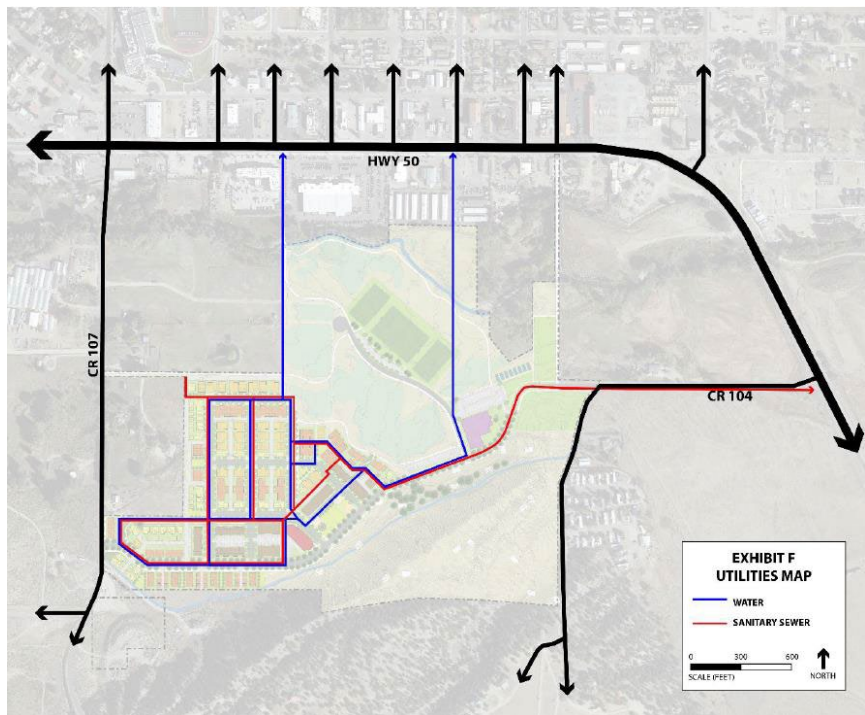 HWY 50
CR 107
CR 104
EXHIBIT F
UTILITIES MAP
WATER
SANITARY SEWER
0 300 600
SCALE (FEET)
NORTH